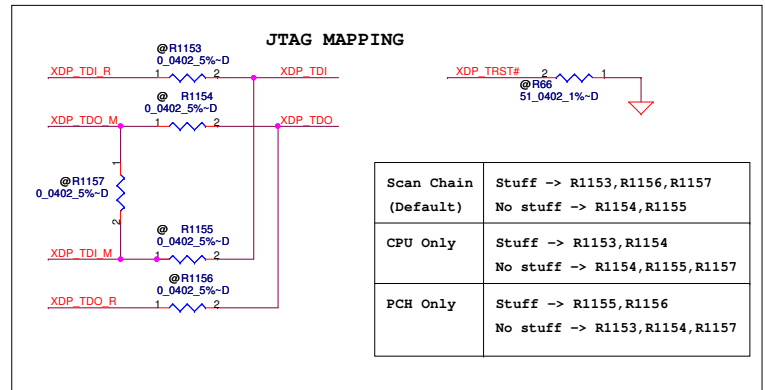 JTAG MAPPING
@R1153
0_0402_5%~D
XDP_TDI_R 1 2 XDP_TDI
@ R1154
0_0402_5%~D
XDP_TDO_M 1 2 XDP_TDO
XDP_TRST# 2 1
@R66
51_0402_1%~D
1
@R1157
0_0402_5%~D
2
@ R1155
0_0402_5%~D
XDP_TDI_M 1 2
@R1156
0_0402_5%~D
XDP_TDO_R 1 2
Scan Chain Stuff -> R1153,R1156,R1157
(Default) No stuff -> R1154,R1155
CPU Only Stuff -> R1153,R1154
No stuff -> R1154,R1155,R1157
PCH Only Stuff -> R1155,R1156
No stuff -> R1153,R1154,R1157